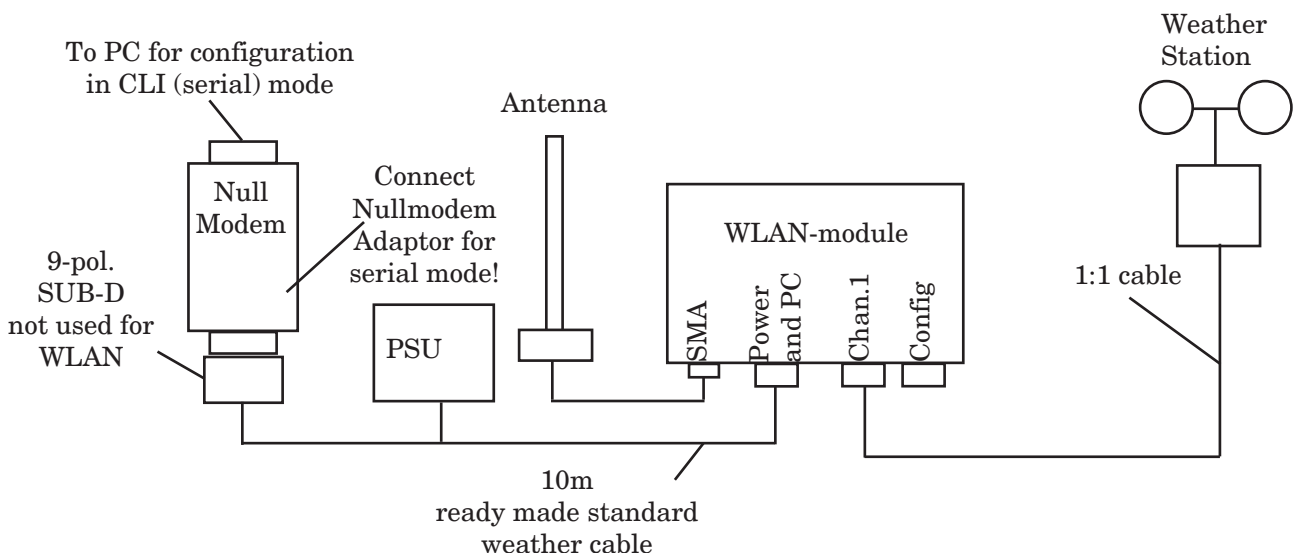 To PC for configuration
in CLI (serial) mode
Null
Modem
Connect
Nullmodem
Adaptor for
serial mode!
9-pol.
SUB-D
not used for
WLAN
PSU
Antenna
WLAN-module
SMA
Power
and PC
Chan.1
Config
Weather
Station
1:1 cable
10m
ready made standard
weather cable